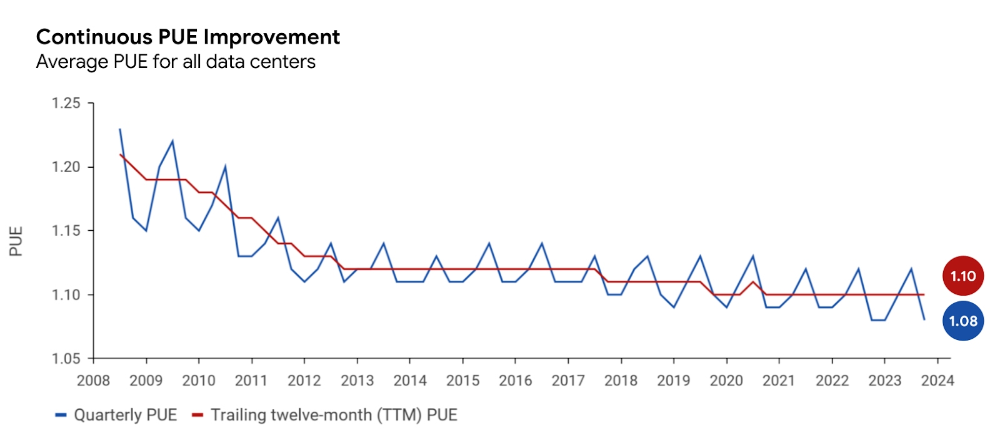 Continuous PUE Improvement
Average PUE for all data centers
1.25
1.20
1.15
1.10
1.05
PUE
1.10
1.08
2008 2009 2010 2011 2012 2013 2014 2015 2016 2017 2018 2019 2020 2021 2022 2023 2024
Quarterly PUE Trailing twelve-month (TTM) PUE